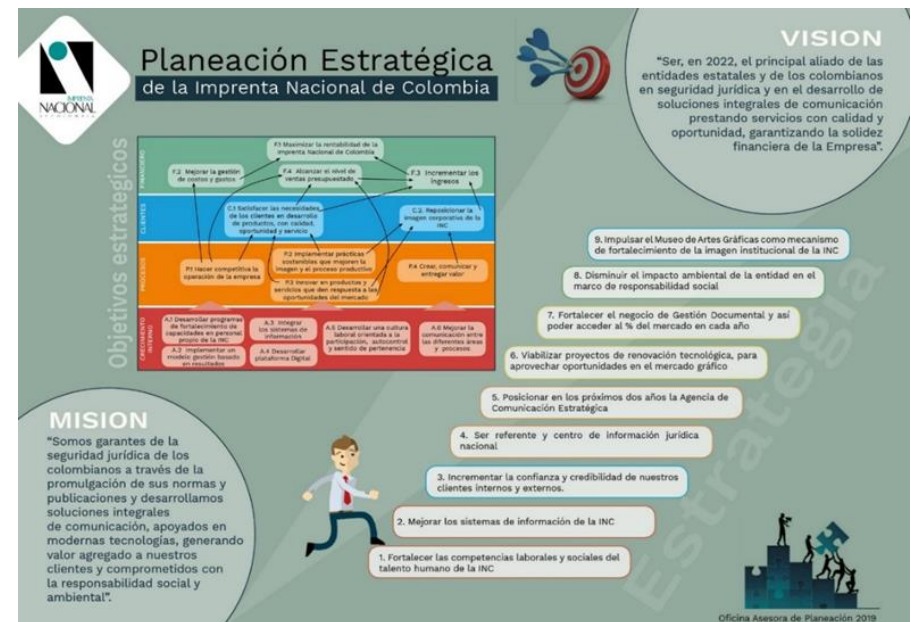 IMPRENTA
NACIONAL
DE COLOMBIA
Planeación Estratégica
de la Imprenta Nacional de Colombia
VISION
“Ser, en 2022, el principal aliado de las
entidades estatales y de los colombianos
en seguridad jurídica y en el desarrollo de
soluciones integrales de comunicación
prestando servicios con calidad y
oportunidad, garantizando la solidez
financiera de la Empresa”.
Objetivos estrategicos
FINANCIERO
F.1 Maximizar la rentabilidad de la
imprenta Nacional de Colombia
F.2 Mejorar la gestión
de costos y gastos
F.4 Alcanzar el nivel de
ventas presupuestado
F.3 Incrementar los
ingresos
CLIENTES
C.1 Satisfacer las necesidades
de los clientes en desarrollo
de productos, con calidad,
oportunidad y servicio
C.2. Reposicionar la
imagen corporativa de la
INC
PROCESOS
P.1 Hacer competitiva la
operación de la empresa
P.2 Implementar prácticas
sostenibles que mejoren la
imagen y el proceso productivo
P.3 Innovar en productos y
servicios que den respuesta a las
oportunidades del mercado
P.4 Crear, comunicar y
entregar valor
CRECIMIENTO
INTERNO
A.1 Desarrollar programas
de fortalecimiento de
capacidades en personal
propio de la INC
A.2 Implementar un
modelo gestión basado
en resultados
A.3 Integrar
los sistemas de
información
A.4 Desarrollar
plataforma Digital
A.5 Desarrollar una cultura
laboral orientada a la
participación, autocontrol
y sentido de pertenencia
A.6 Mejorar la
comunicación entre
las diferentes áreas
y procesos
9. Impulsar el Museo de Artes Gráficas como mecanismo
de fortalecimiento de la imagen institucional de la INC
8. Disminuir el impacto ambiental de la entidad en el
marco de responsabilidad social
7. Fortalecer el negocio de Gestión Documental y así
poder acceder al % del mercado en cada año
6. Viabilizar proyectos de renovación tecnológica, para
aprovechar oportunidades en el mercado gráfico
5. Posicionar en los próximos dos años la Agencia de
Comunicación Estratégica
4. Ser referente y centro de información jurídica
nacional
3. Incrementar la confianza y credibilidad de nuestros
clientes internos y externos.
2. Mejorar los sistemas de información de la INC
1. Fortalecer las competencias laborales y sociales del
talento humano de la INC
MISION
“Somos garantes de la
seguridad jurídica de los
colombianos a través de la
promulgación de sus normas y
publicaciones y desarrollamos
soluciones integrales
de comunicación, apoyados en
modernas tecnologías, generando
valor agregado a nuestros
clientes y comprometidos con
la responsabilidad social y
ambiental”.
Estrategia
Oficina Asesora de Planeación 2019